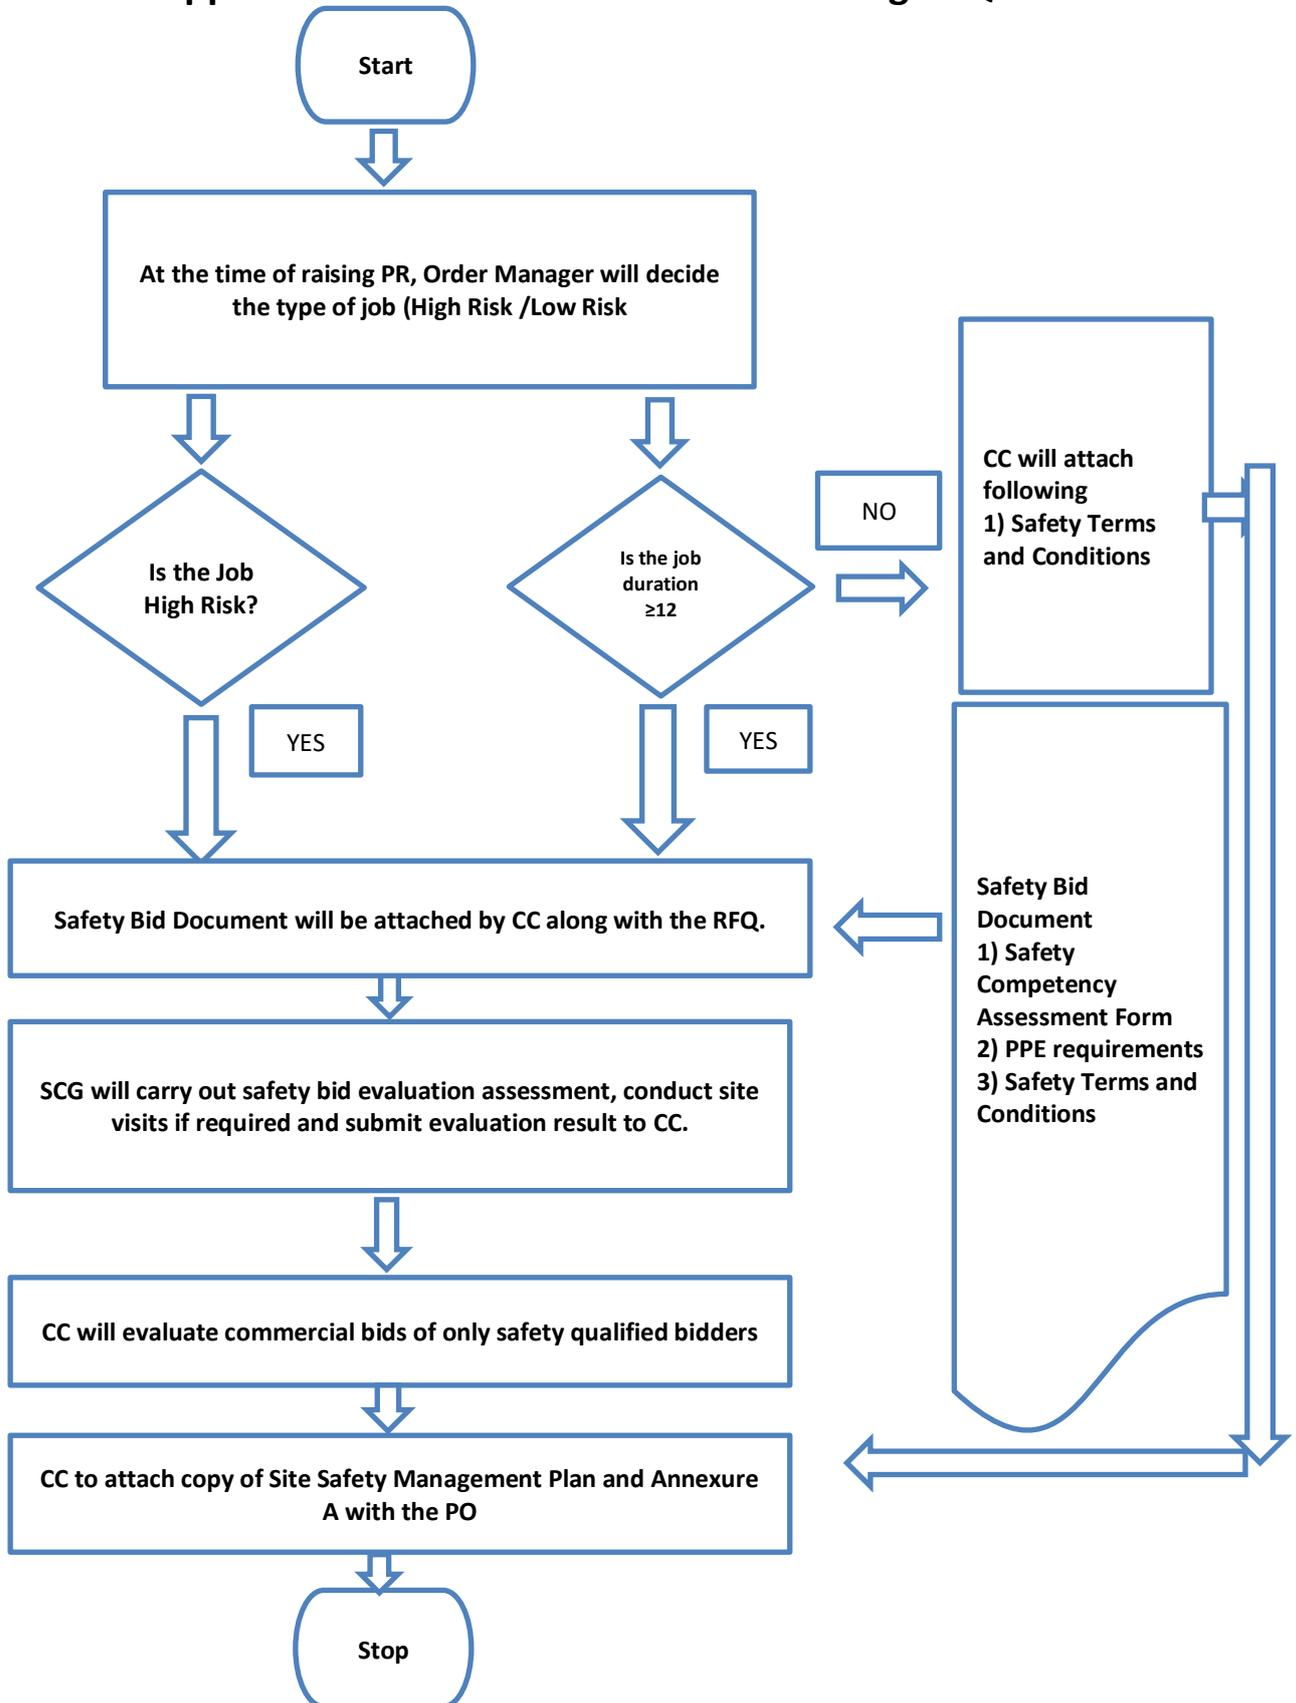 Start
At the time of raising PR, Order Manager will decide
the type of job (High Risk /Low Risk
CC will attach
following
1) Safety Terms
and Conditions
NO
Is the Job
High Risk?
Is the job
duration
≥12
YES
YES
Safety Bid Document will be attached by CC along with the RFQ.
Safety Bid
Document
1) Safety
Competency
Assessment Form
2) PPE requirements
3) Safety Terms and
Conditions
SCG will carry out safety bid evaluation assessment, conduct site
visits if required and submit evaluation result to CC.
CC will evaluate commercial bids of only safety qualified bidders
CC to attach copy of Site Safety Management Plan and Annexure
A with the PO
Stop